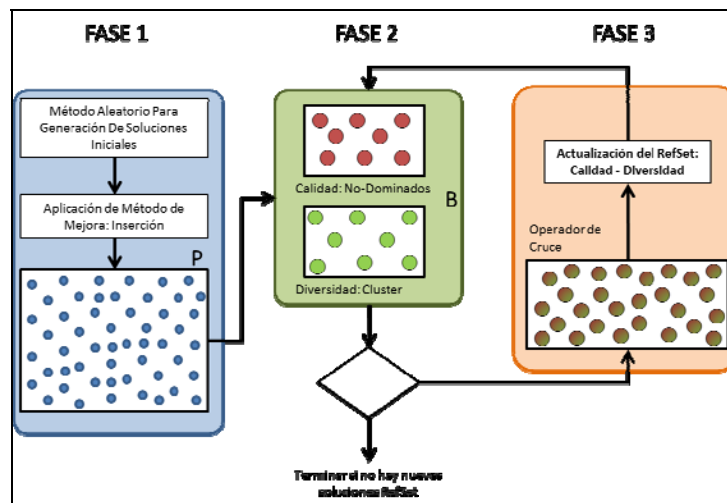 FASE 1
FASE 2
FASE 3
Método Aleatorio Para
Generación De Soluciones
Iniciales
Aplicación de Método de
Mejora: Inserción
P
Calidad: No-Dominados
B
Diversidad: Cluster
Actualización del RefSet:
Calidad - Diversidad
Operador de
Cruce
Terminar si no hay nuevas
soluciones RefSet